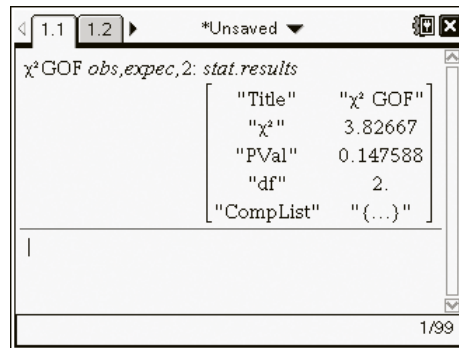 1.1 1.2 *Unsaved
χ²GOF obs,expec,2: stat.results
"Title" "χ² GOF"
"χ²" 3.82667
"PVal" 0.147588
"df" 2.
"CompList" "{...}"
1/99